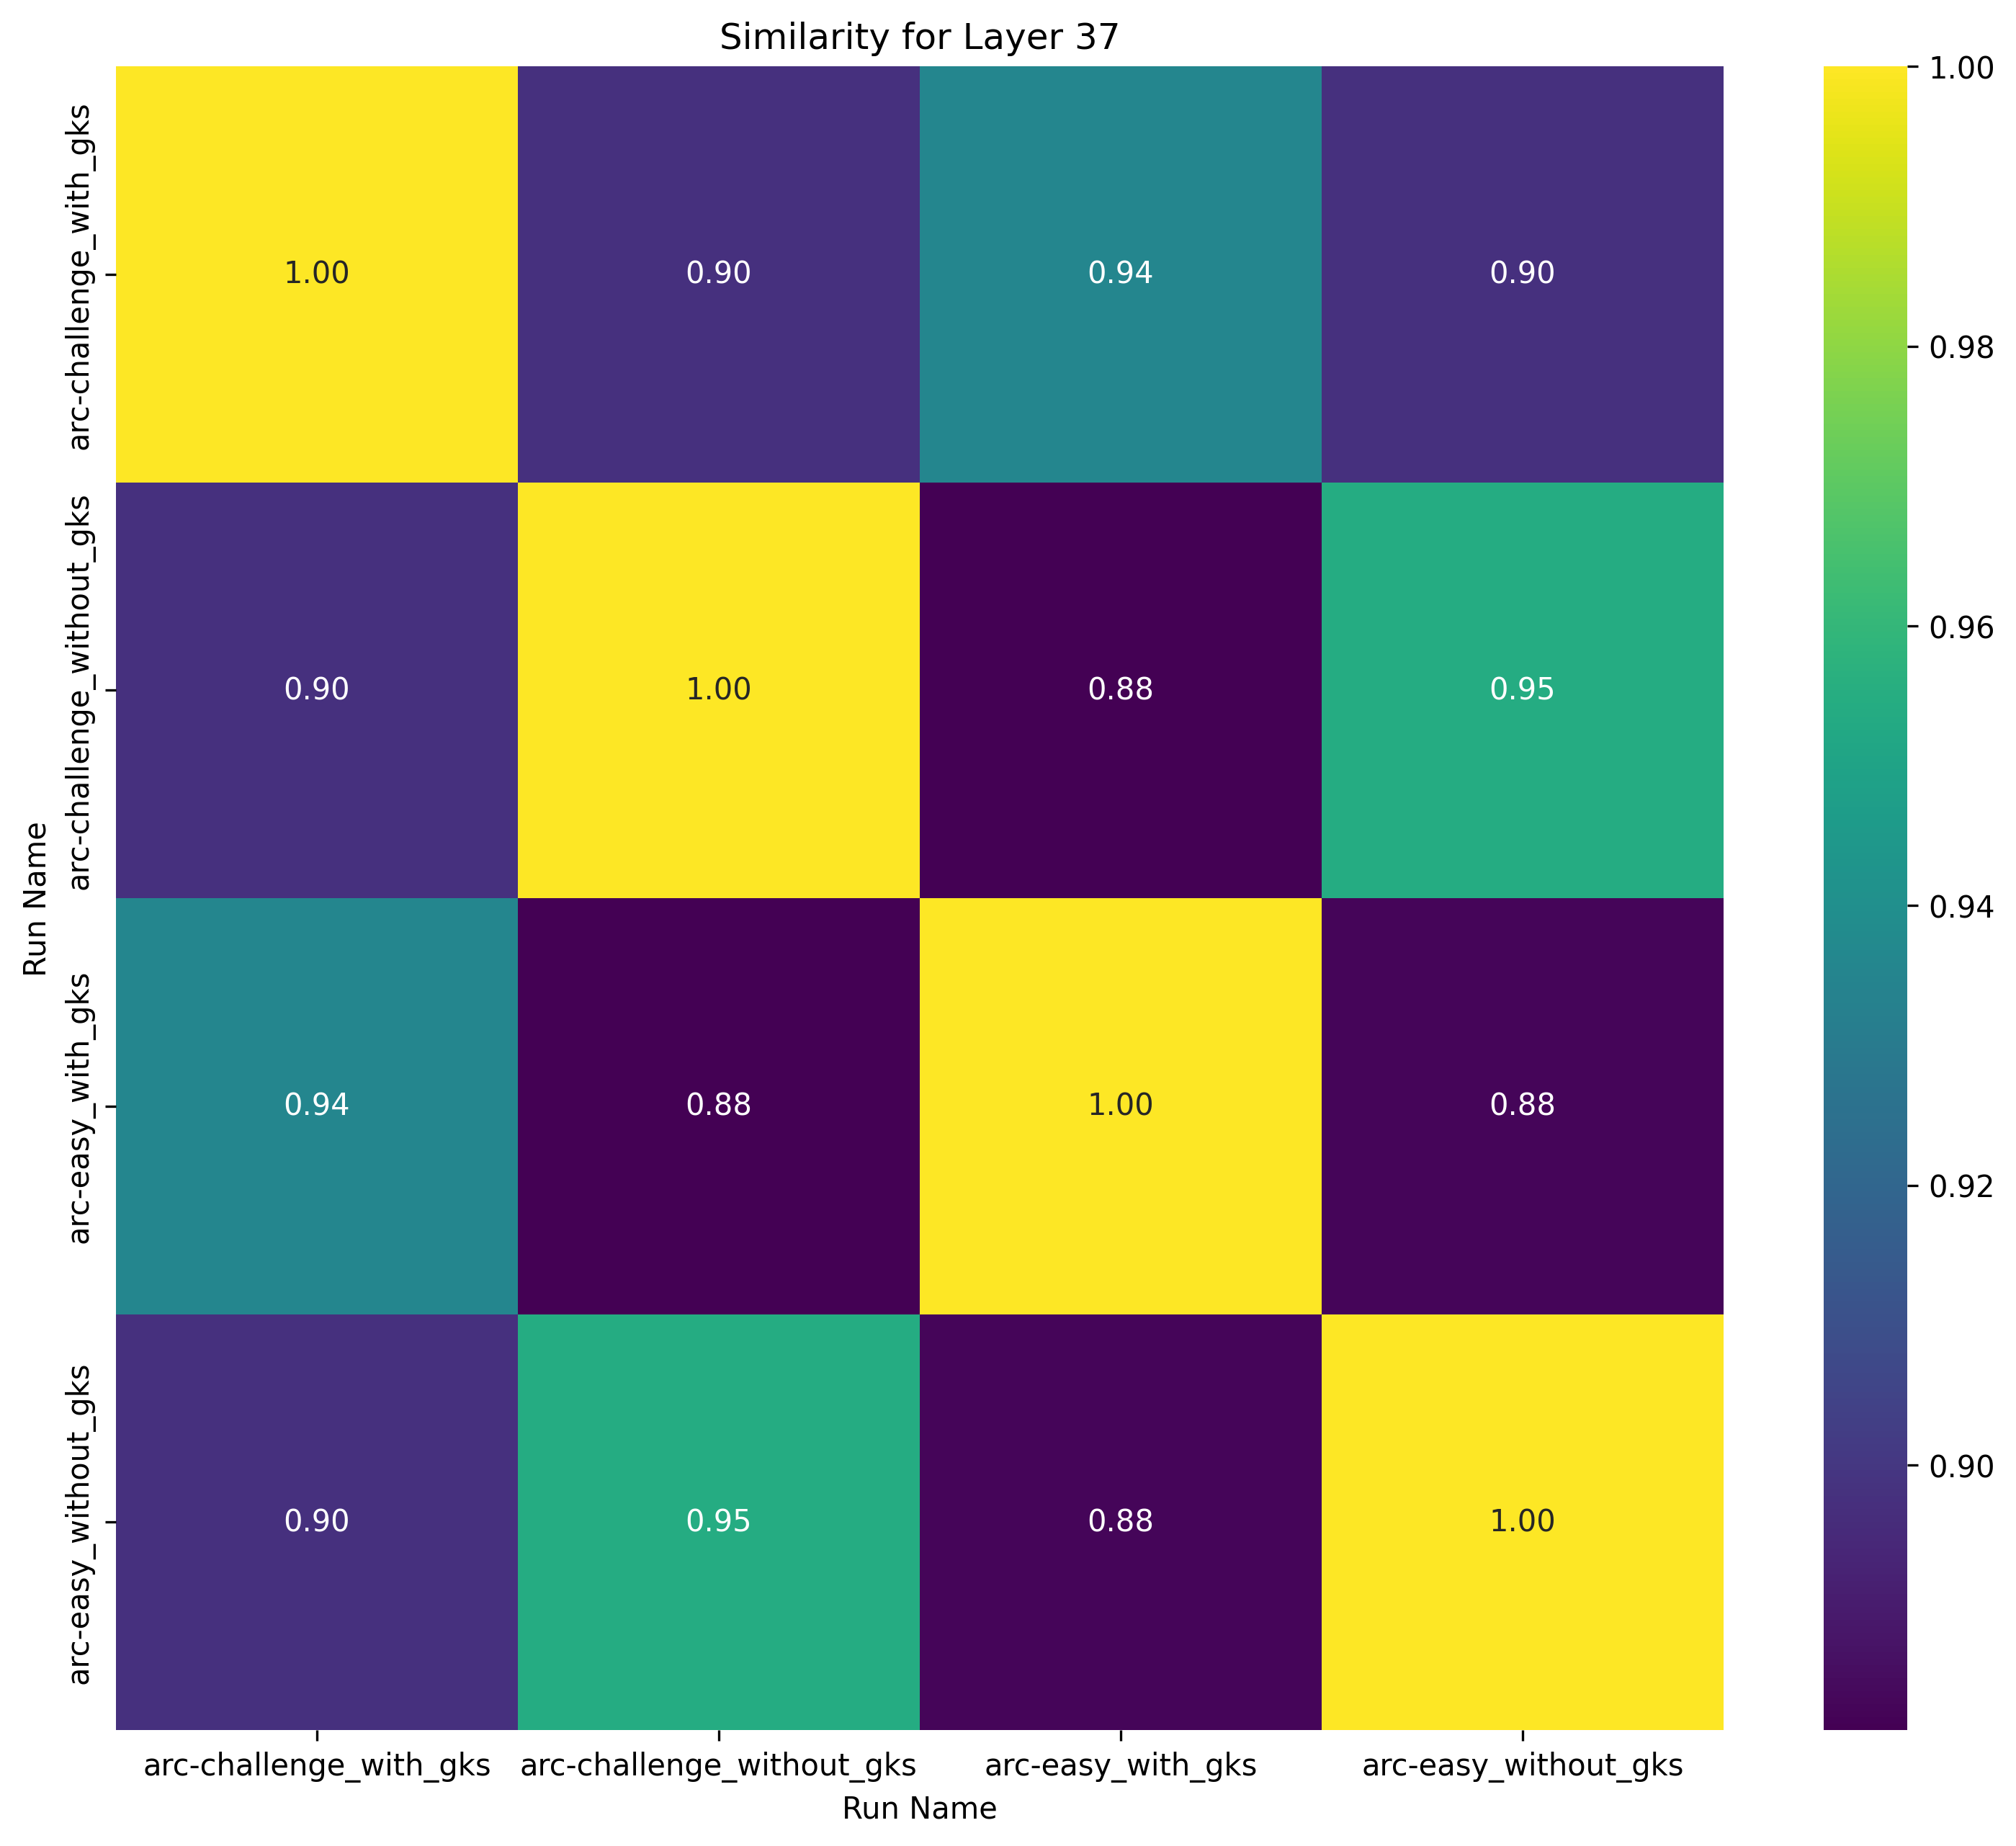 Similarity for Layer 37
Run Name
arc-challenge_with_gks
1.00
0.90
0.94
0.90
arc-challenge_without_gks
0.90
1.00
0.88
0.95
arc-easy_with_gks
0.94
0.88
1.00
0.88
arc-easy_without_gks
0.90
0.95
0.88
1.00
arc-challenge_with_gks
arc-challenge_without_gks
arc-easy_with_gks
arc-easy_without_gks
Run Name
1.00
0.98
0.96
0.94
0.92
0.90